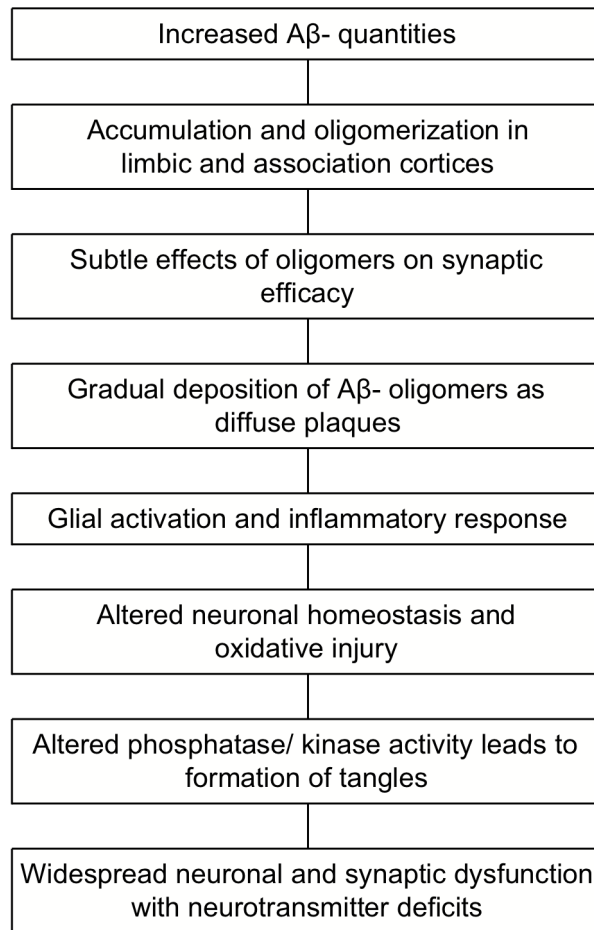 Increased Aβ- quantities
Accumulation and oligomerization in
limbic and association cortices
Subtle effects of oligomers on synaptic
efficacy
Gradual deposition of Aβ- oligomers as
diffuse plaques
Glial activation and inflammatory response
Altered neuronal homeostasis and
oxidative injury
Altered phosphatase/ kinase activity leads to
formation of tangles
Widespread neuronal and synaptic dysfunction
with neurotransmitter deficits